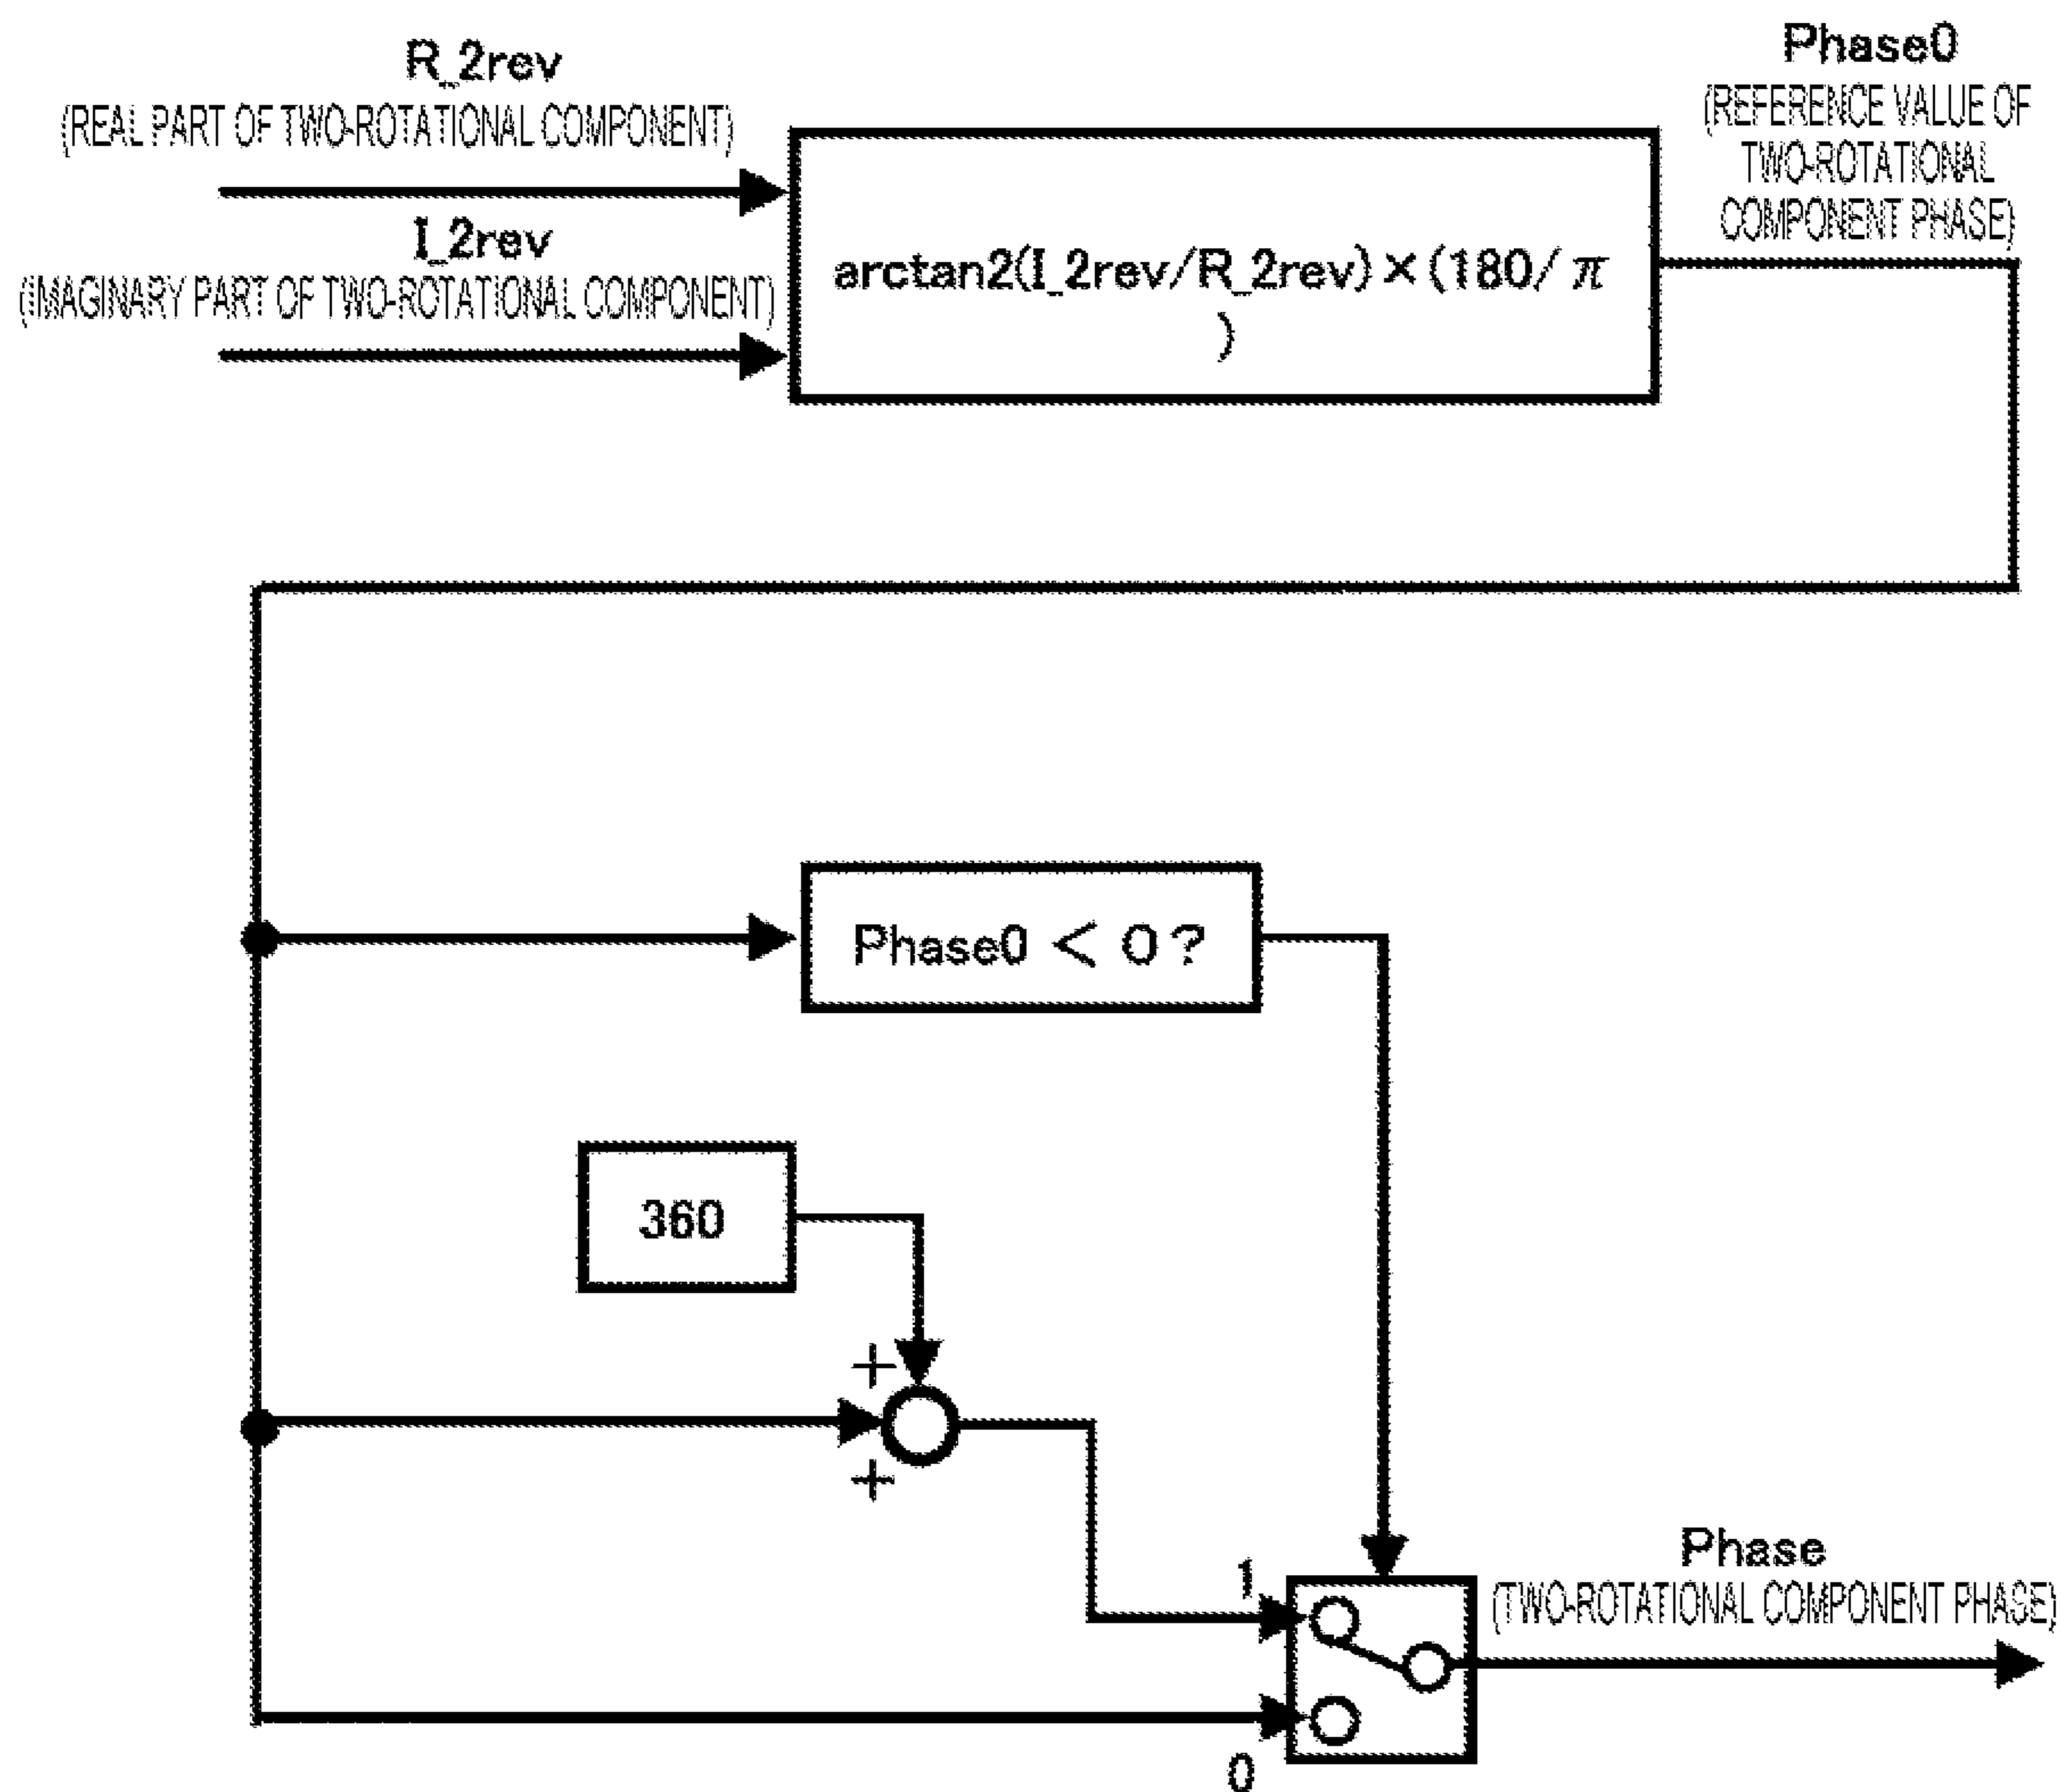 R_2rev
(REAL PART OF TWO-ROTATIONAL COMPONENT)
I_2rev
(IMAGINARY PART OF TWO-ROTATIONAL COMPONENT)
arctan2(I_2rev/R_2rev)×(180/π
)
Phase0
(REFERENCE VALUE OF
TWO-ROTATIONAL
COMPONENT PHASE)
Phase0 < 0?
360
+
+
1
0
Phase
(TWO-ROTATIONAL COMPONENT PHASE)